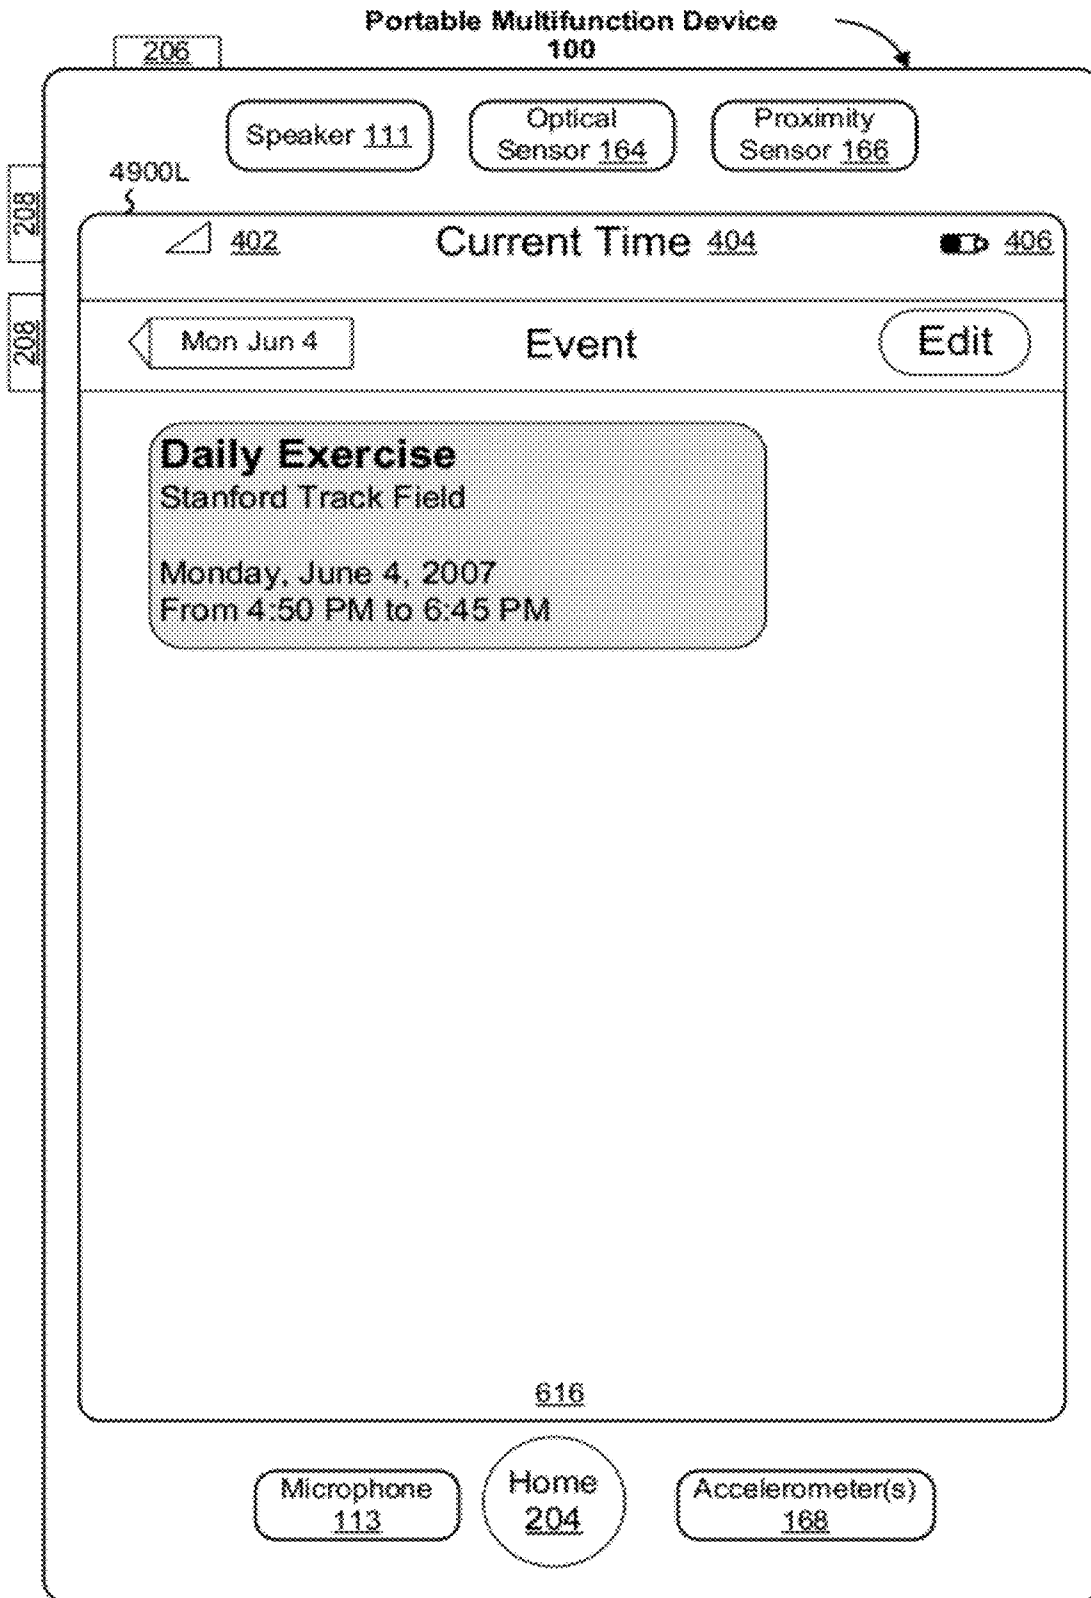 Portable Multifunction Device
100
206
Speaker 111
Optical
Sensor 164
Proximity
Sensor 166
4900L
208
402
Current Time 404
406
208
Mon Jun 4
Event
Edit
Daily Exercise
Stanford Track Field
Monday, June 4, 2007
From 4:50 PM to 6:45 PM
616
Microphone
113
Home
204
Accelerometer(s)
168